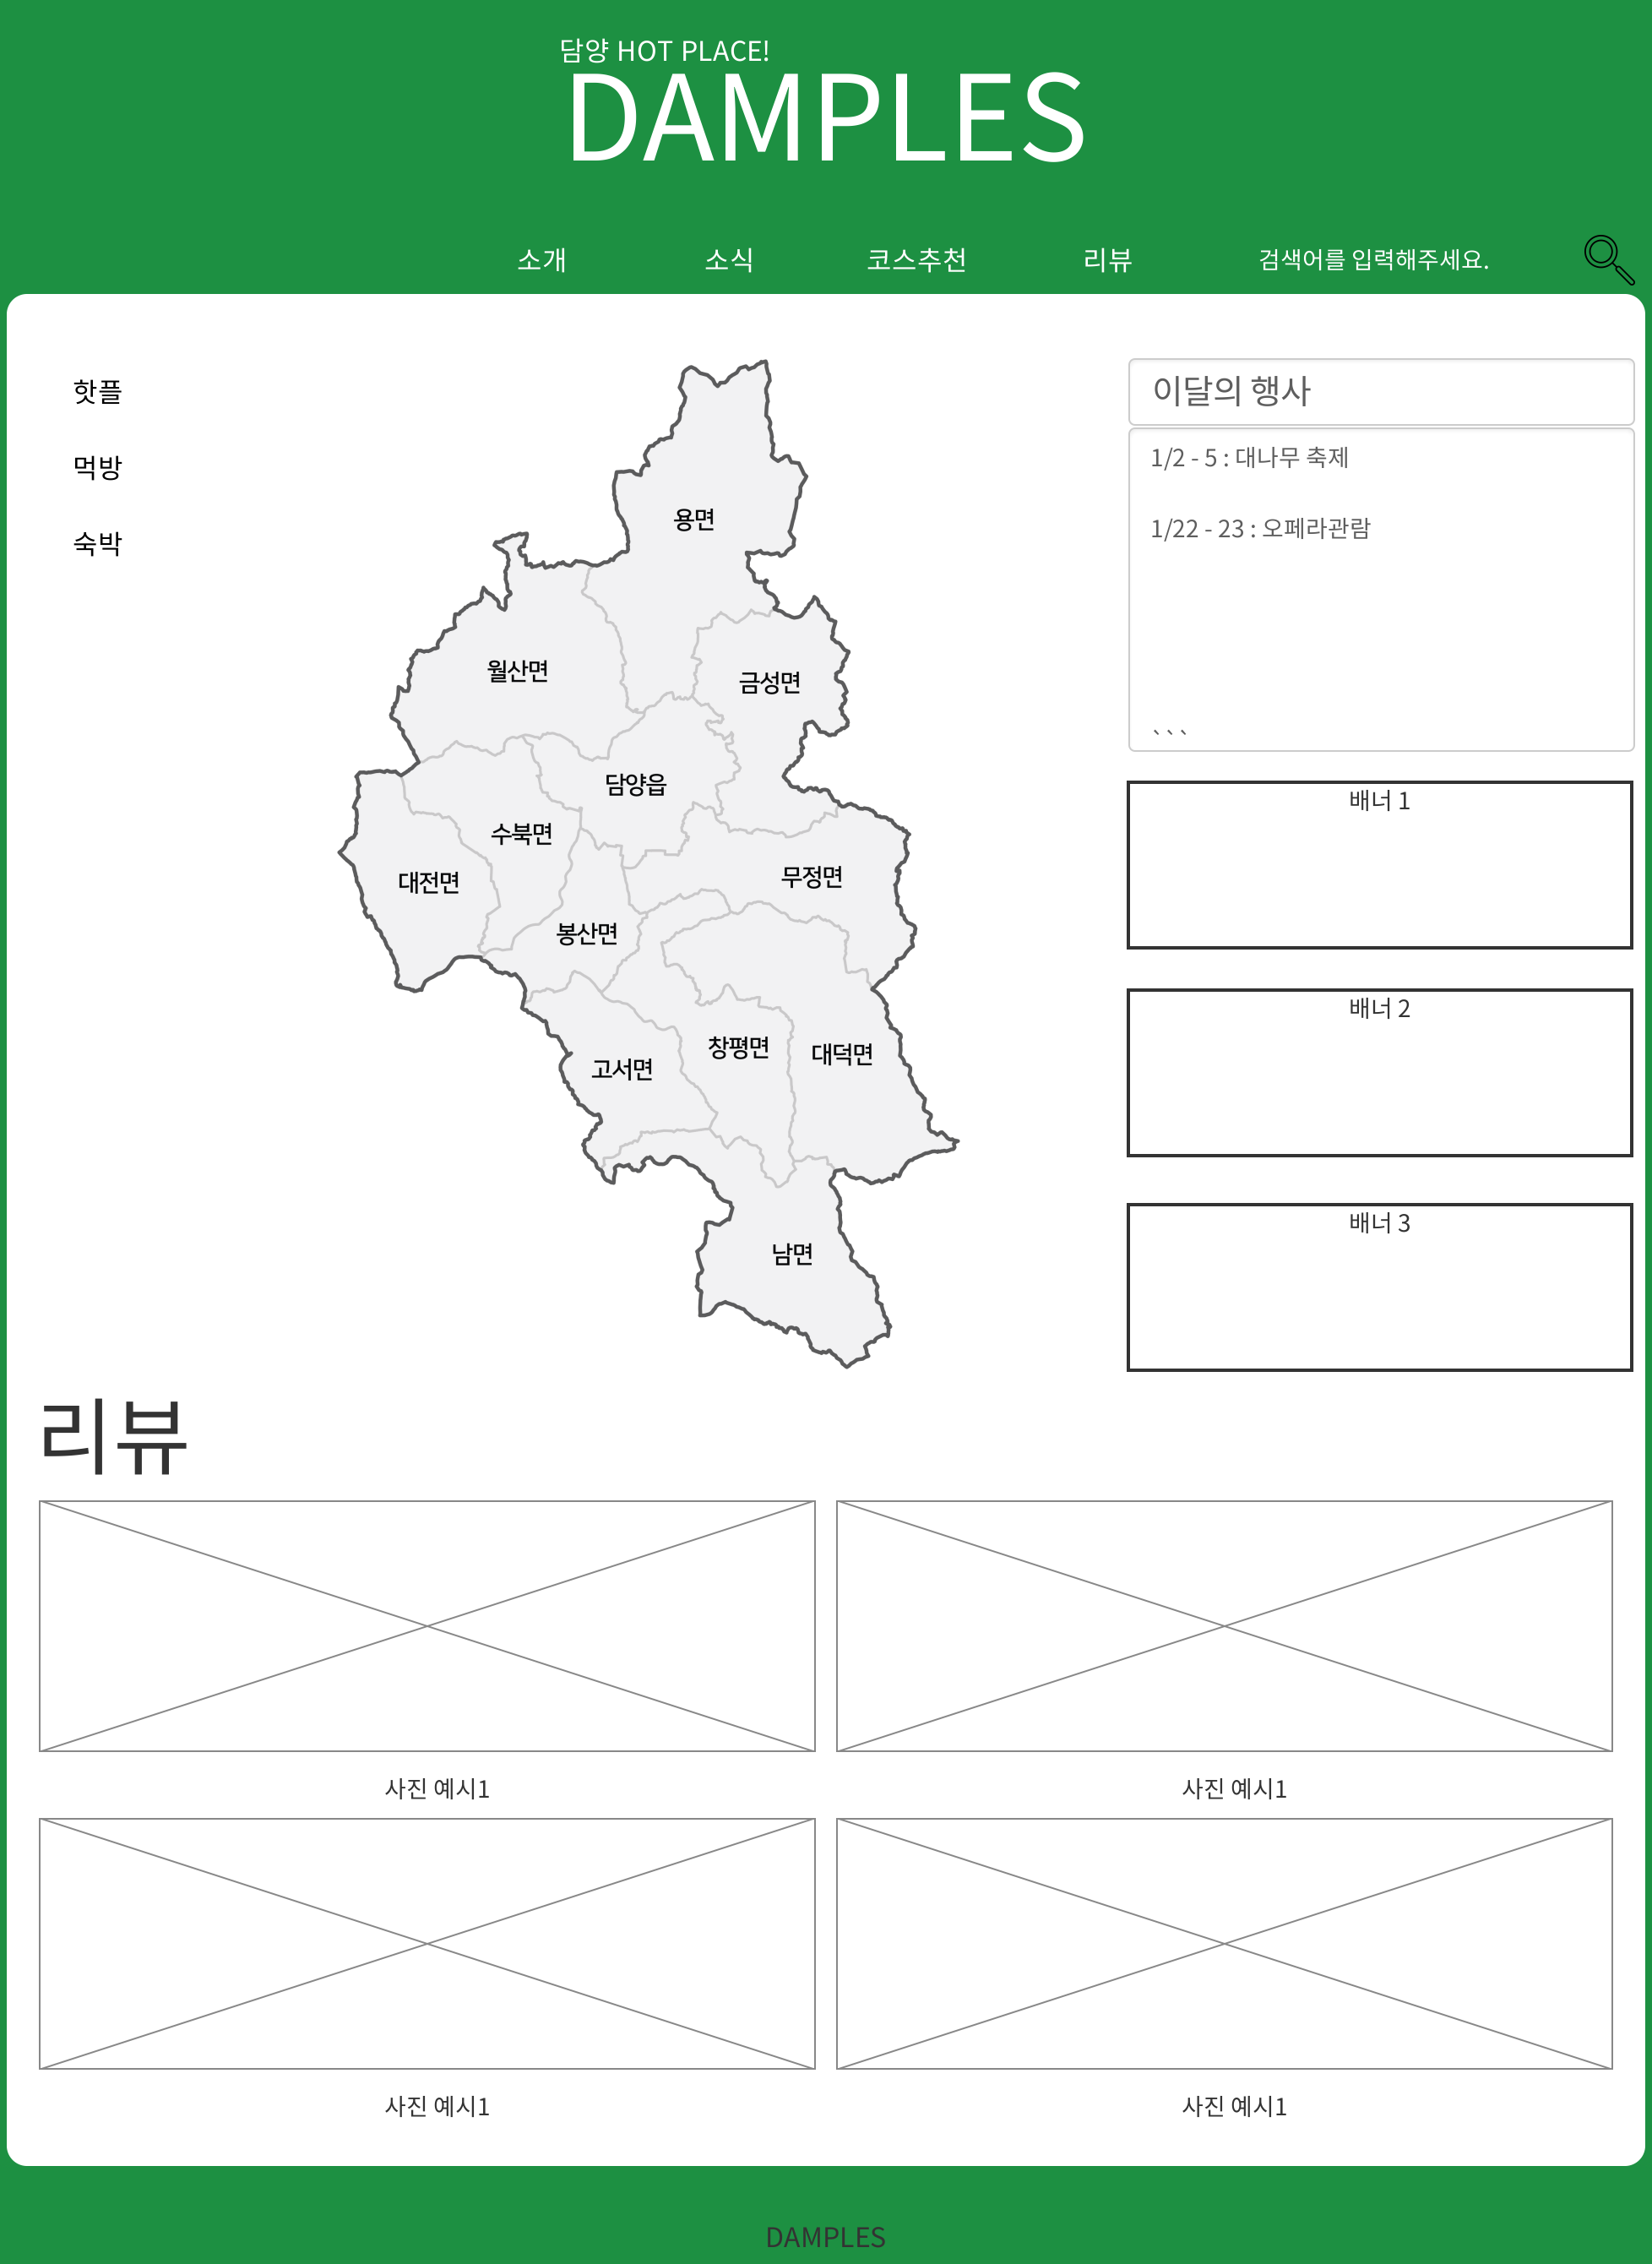 담양 HOT PLACE!
DAMPLES
소개
소식
코스추천
리뷰
검색어를 입력해주세요.
핫플
먹방
숙박
용면
월산면
금성면
담양읍
수북면
대전면
무정면
봉산면
창평면
대덕면
고서면
남면
이달의 행사
1/2 - 5 : 대나무 축제
1/22 - 23 : 오페라관람
、、、
배너 1
배너 2
배너 3
리뷰
사진 예시1
사진 예시1
사진 예시1
사진 예시1
DAMPLES